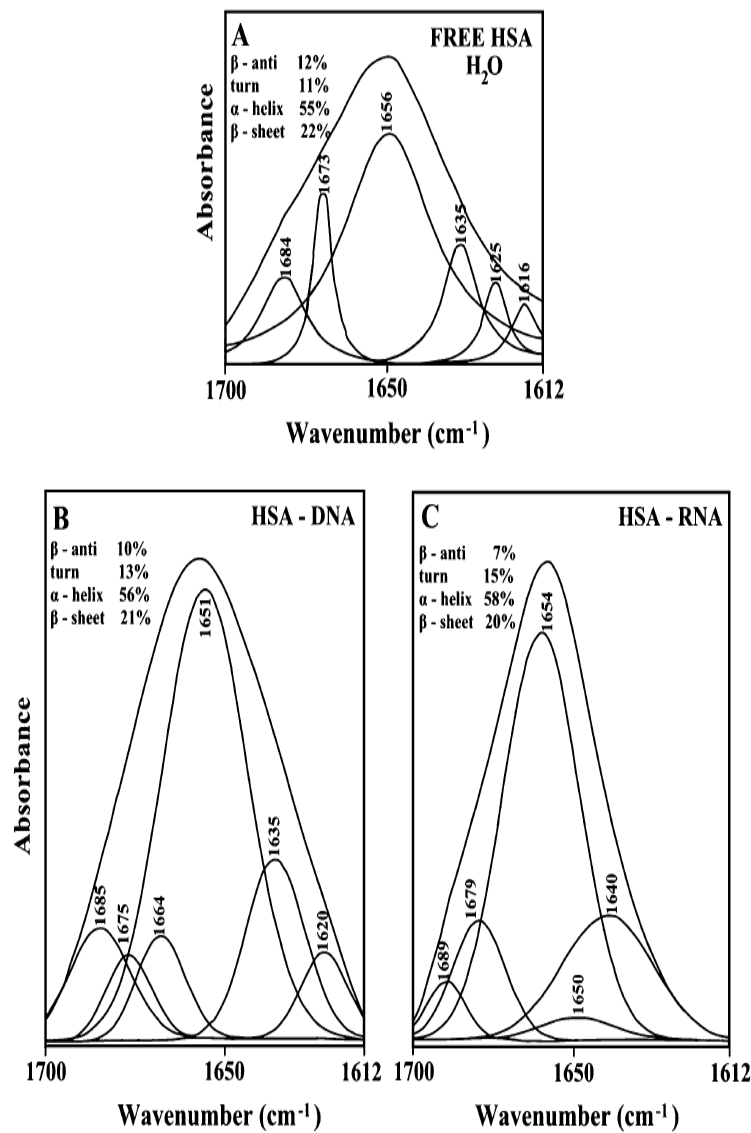 A
FREE HSA
H₂O
β - anti 12%
turn 11%
α - helix 55%
β - sheet 22%
1684
1673
1656
1635
1625
1616
Absorbance
1700 1650 1612
Wavenumber (cm⁻¹)
B
HSA - DNA
β - anti 10%
turn 13%
α - helix 56%
β - sheet 21%
1685
1675
1664
1651
1635
1620
Absorbance
1700 1650 1612
Wavenumber (cm⁻¹)
C
HSA - RNA
β - anti 7%
turn 15%
α - helix 58%
β - sheet 20%
1689
1679
1654
1650
1640
1700 1650 1612
Wavenumber (cm⁻¹)